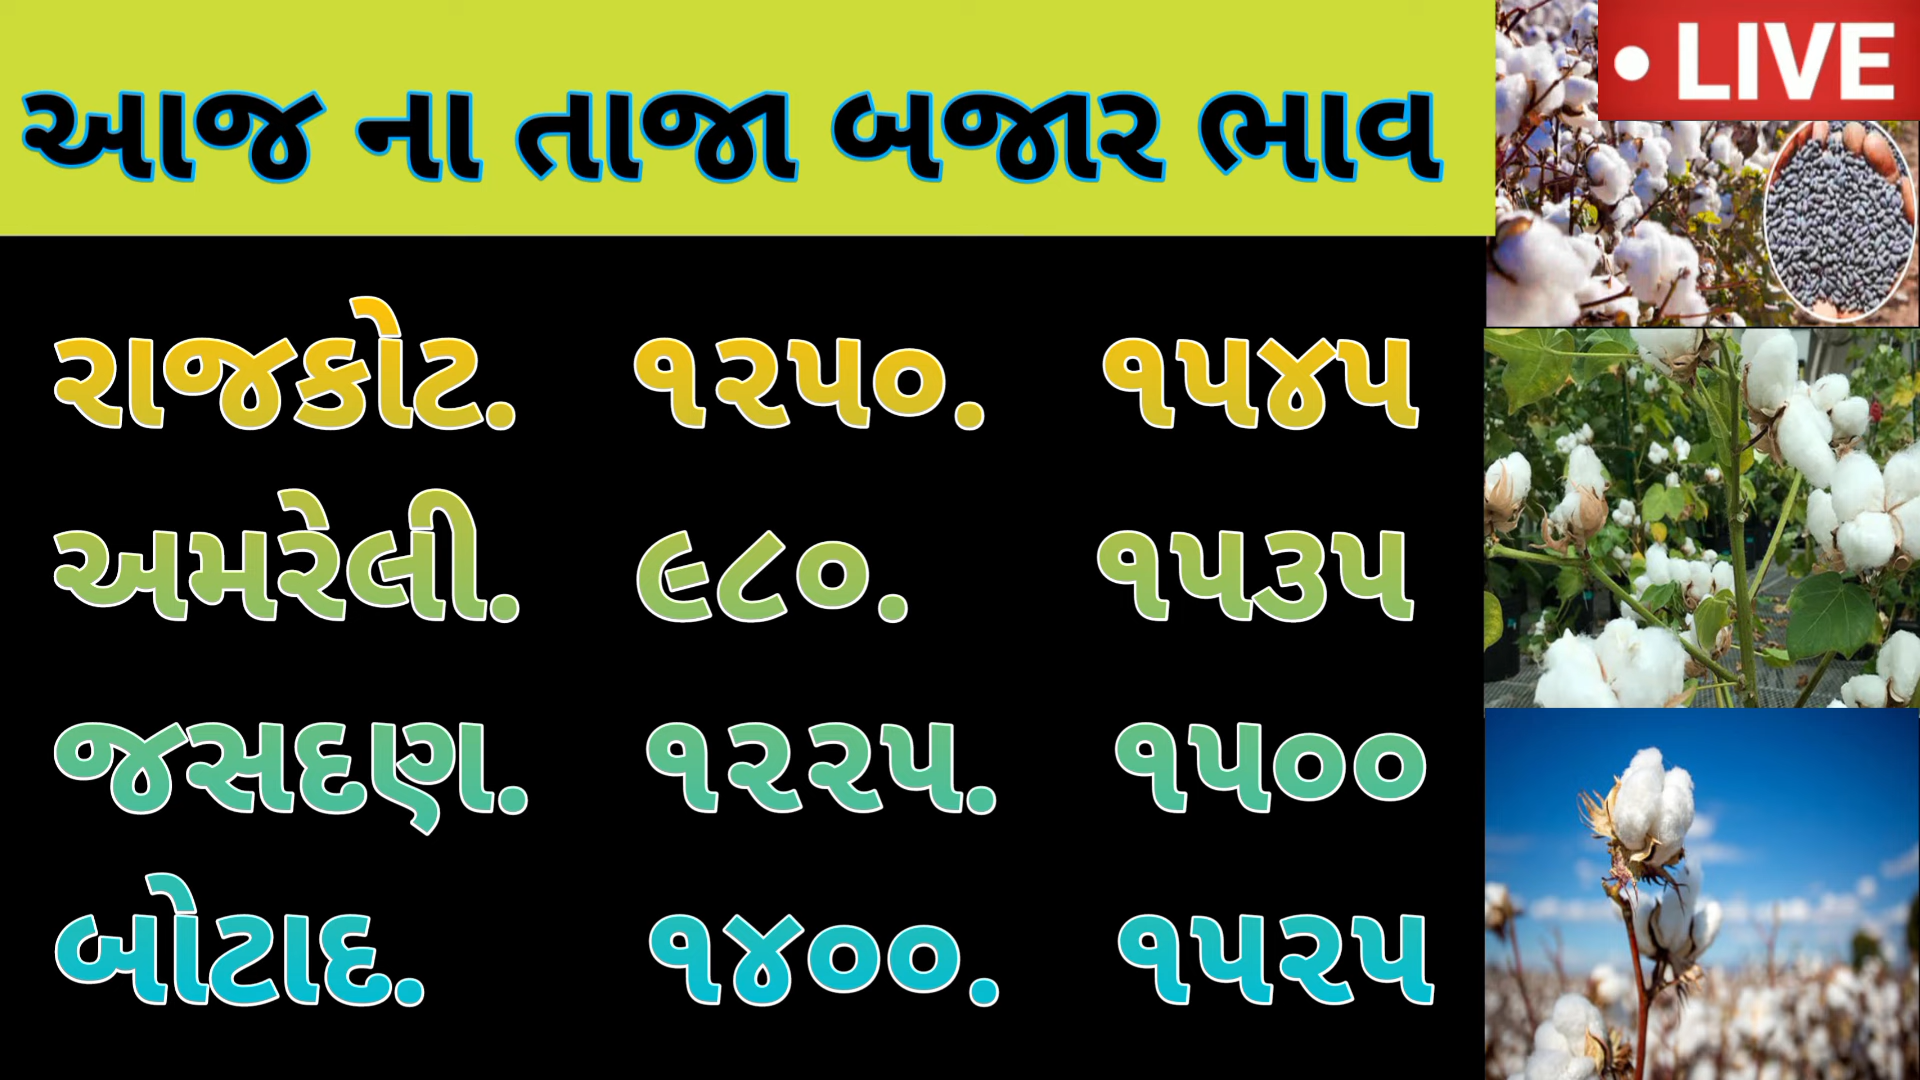 આજ ના તાજા બજાર ભાવ
• LIVE
રાજકોટ. ૧૨૫૦. ૧૫૪૫
અમરેલી. ૯૮૦. ૧૫૩૫
જસદણ. ૧૨૨૫. ૧૫૦૦
બોટાદ. ૧૪૦૦. ૧૫૨૫